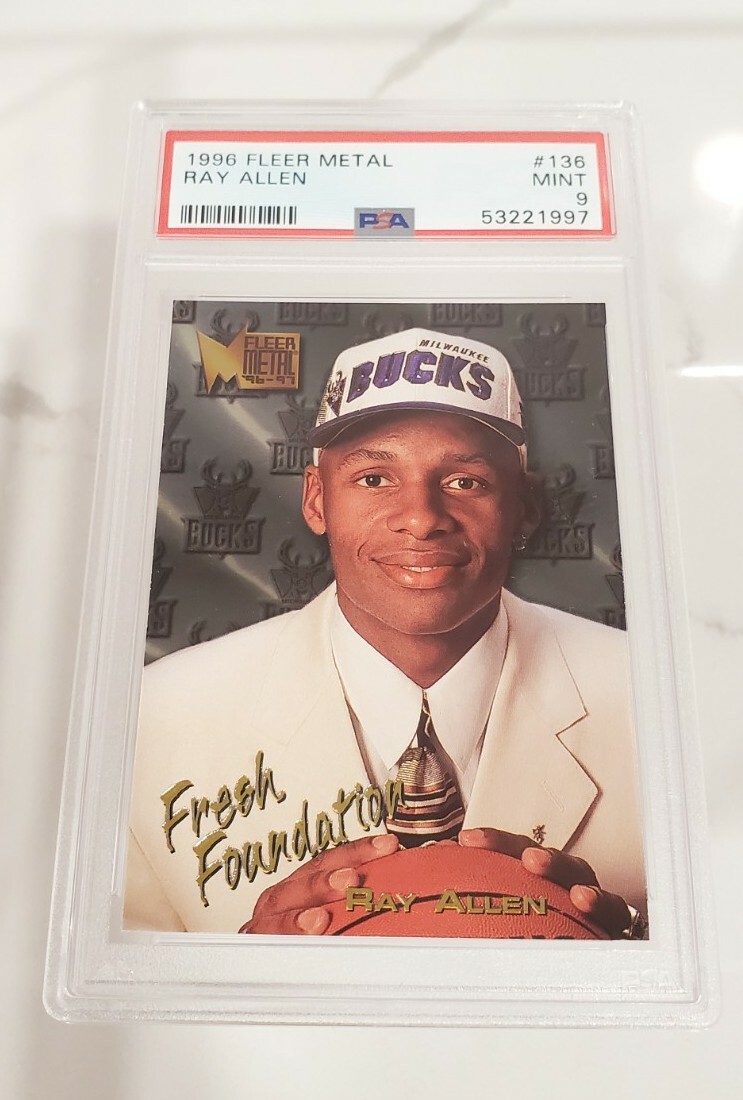 1996 FLEER METAL #136
RAY ALLEN MINT
9
PSA 53221997
FLEER
METAL
'96-97
MILWAUKEE
BUCKS
BUCKS
BUCKS
Fresh
Foundation
RAY ALLEN